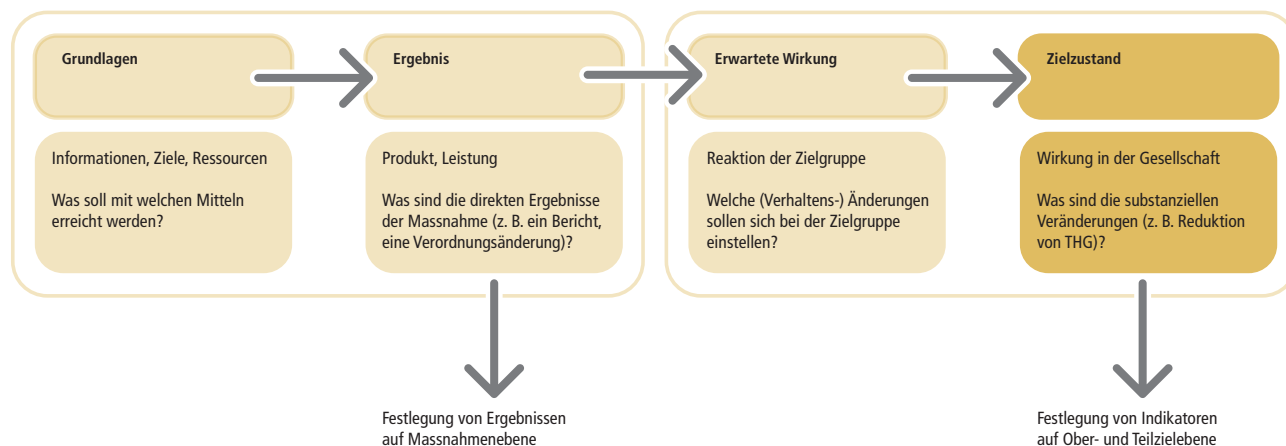 Grundlagen
Ergebnis
Erwartete Wirkung
Zielzustand
Informationen, Ziele, Ressourcen
Was soll mit welchen Mitteln
erreicht werden?
Produkt, Leistung
Was sind die direkten Ergebnisse
der Massnahme (z. B. ein Bericht,
eine Verordnungsänderung)?
Reaktion der Zielgruppe
Welche (Verhaltens-) Änderungen
sollen sich bei der Zielgruppe
einstellen?
Wirkung in der Gesellschaft
Was sind die substanziellen
Veränderungen (z. B. Reduktion
von THG)?
Festlegung von Ergebnissen
auf Massnahmenebene
Festlegung von Indikatoren
auf Ober- und Teilzielebene